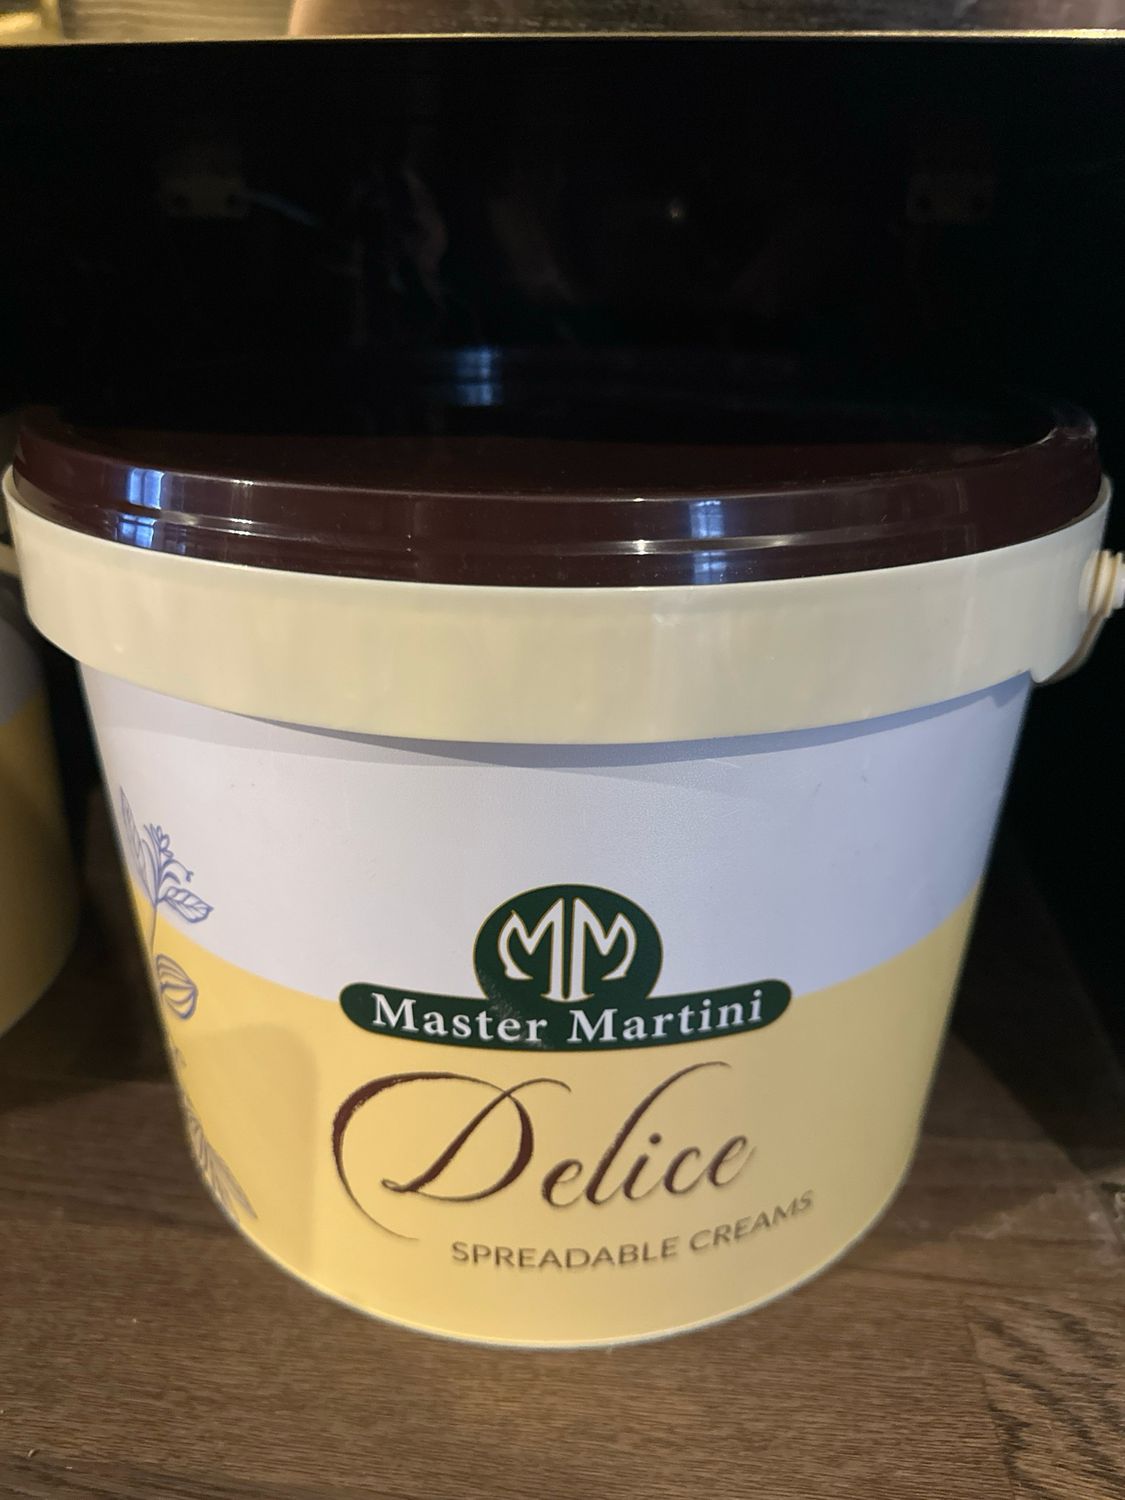 MM
Master Martini
Delice
SPREADABLE CREAMS